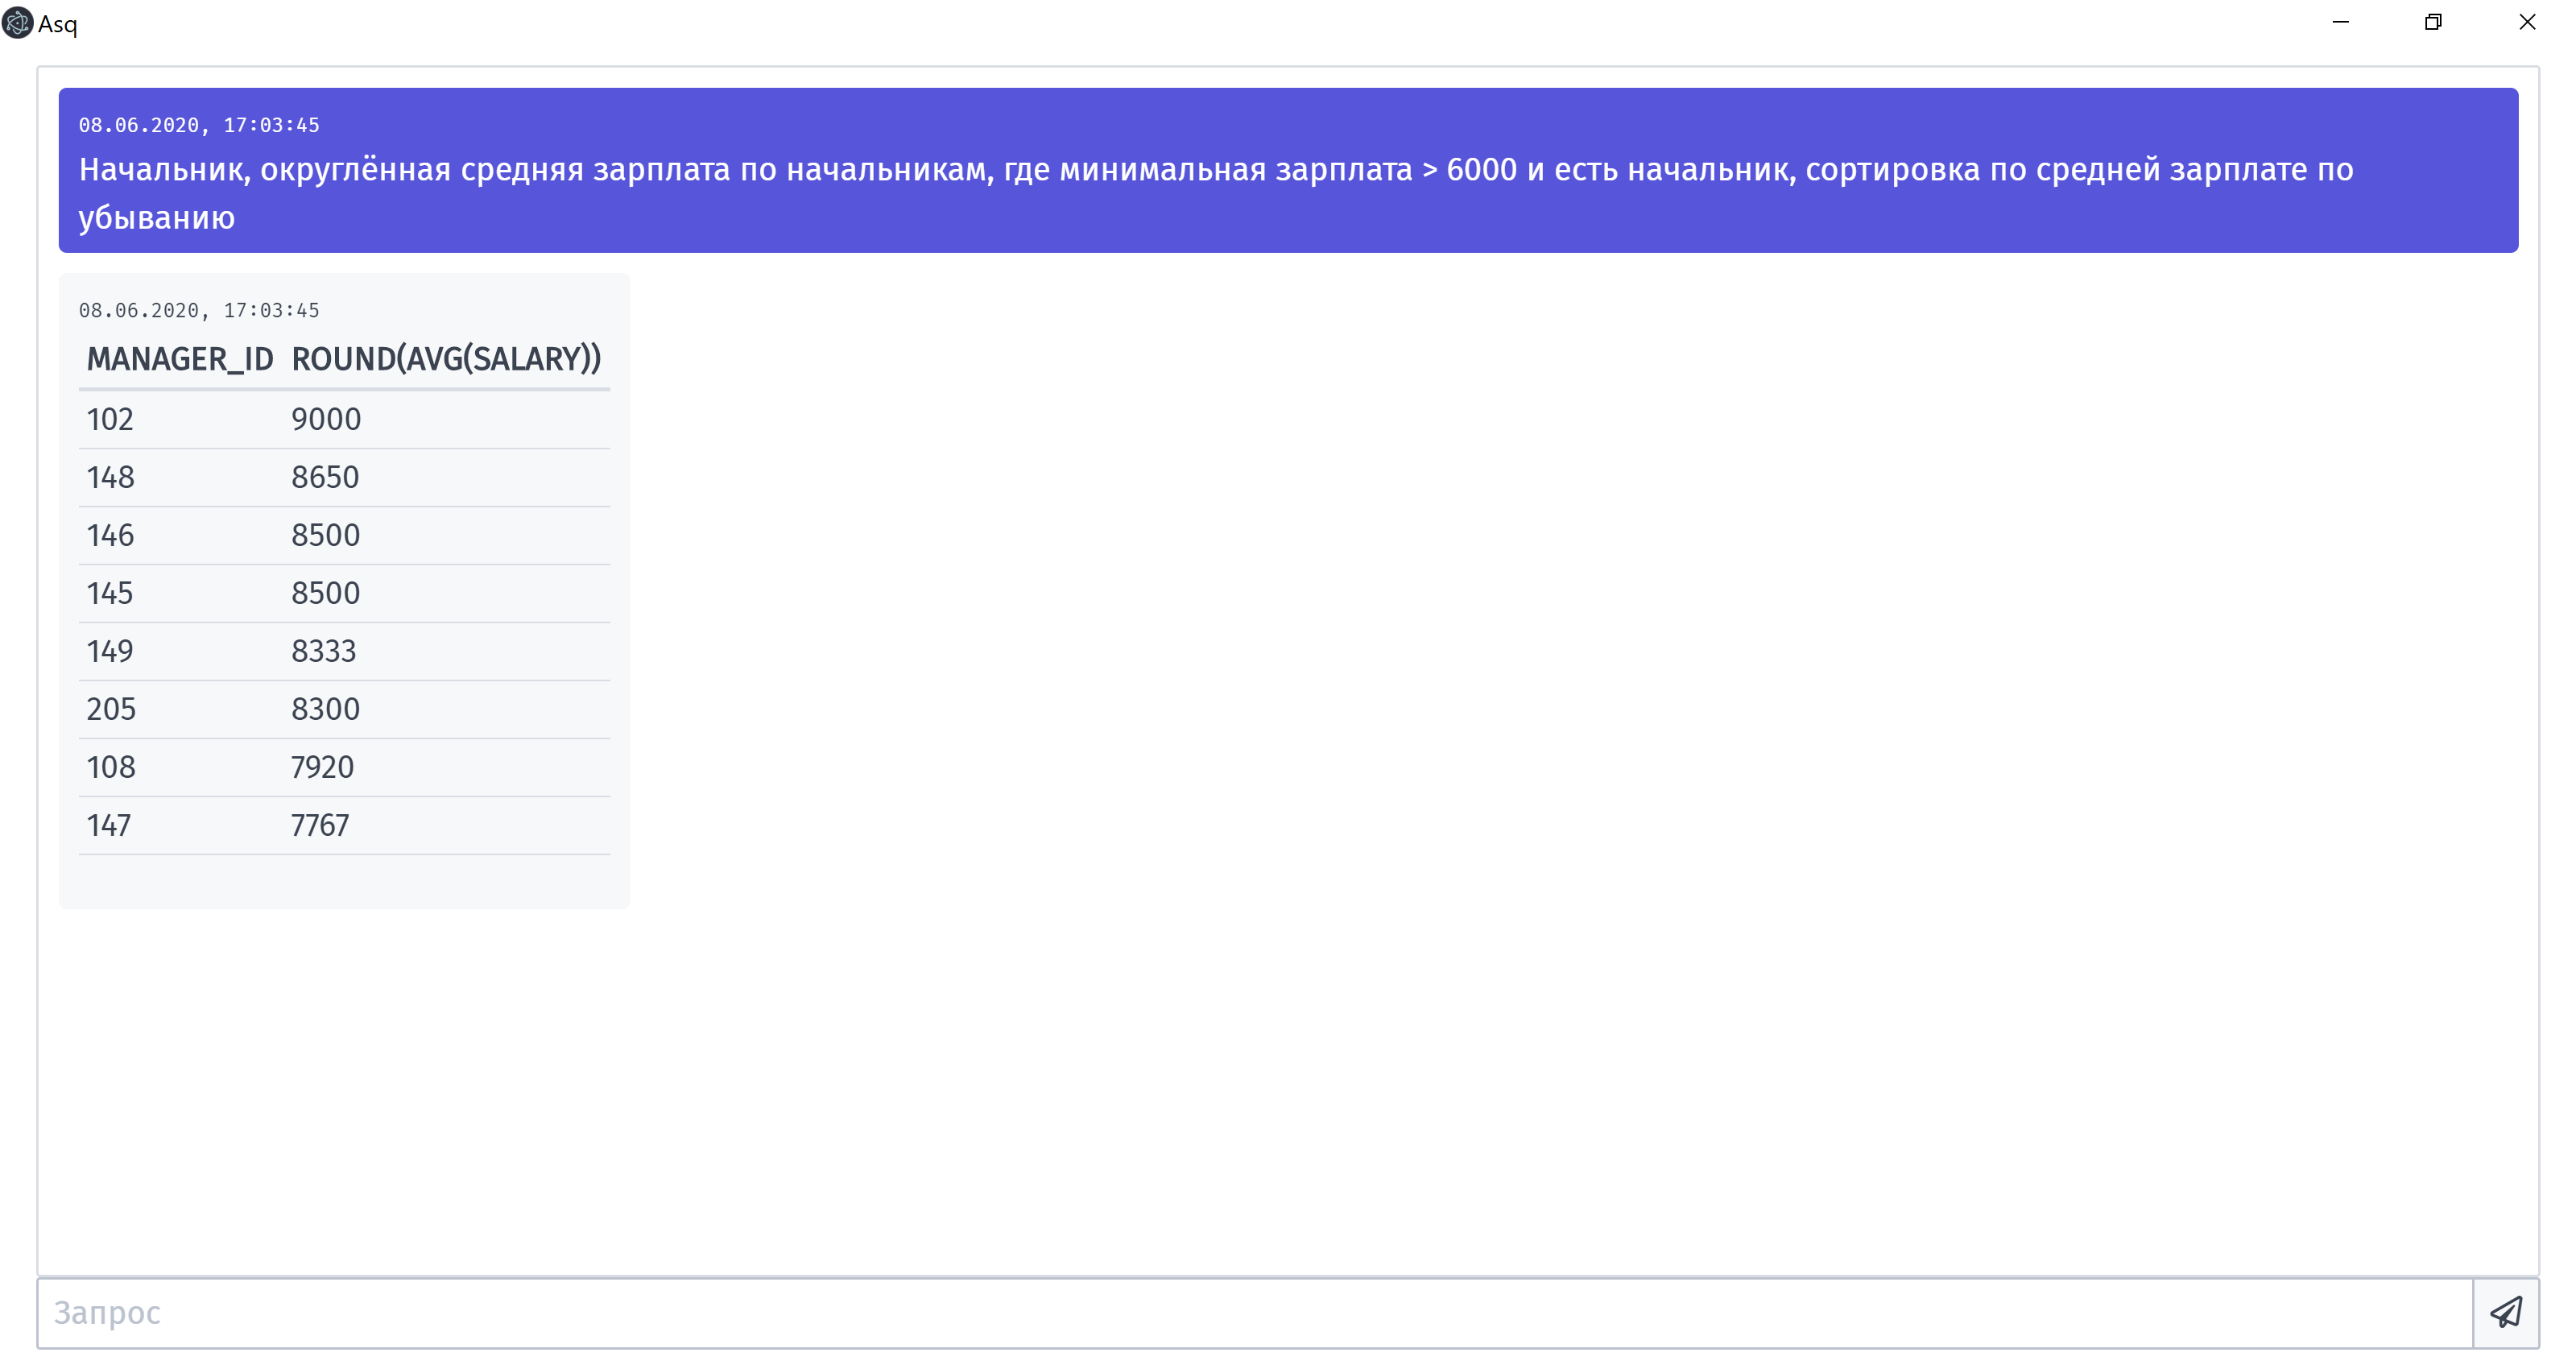 Asq
08.06.2020, 17:03:45
Начальник, округлённая средняя зарплата по начальникам, где минимальная зарплата > 6000 и есть начальник, сортировка по средней зарплате по
убыванию
08.06.2020, 17:03:45
MANAGER_ID ROUND(AVG(SALARY))
102 9000
148 8650
146 8500
145 8500
149 8333
205 8300
108 7920
147 7767
Запрос